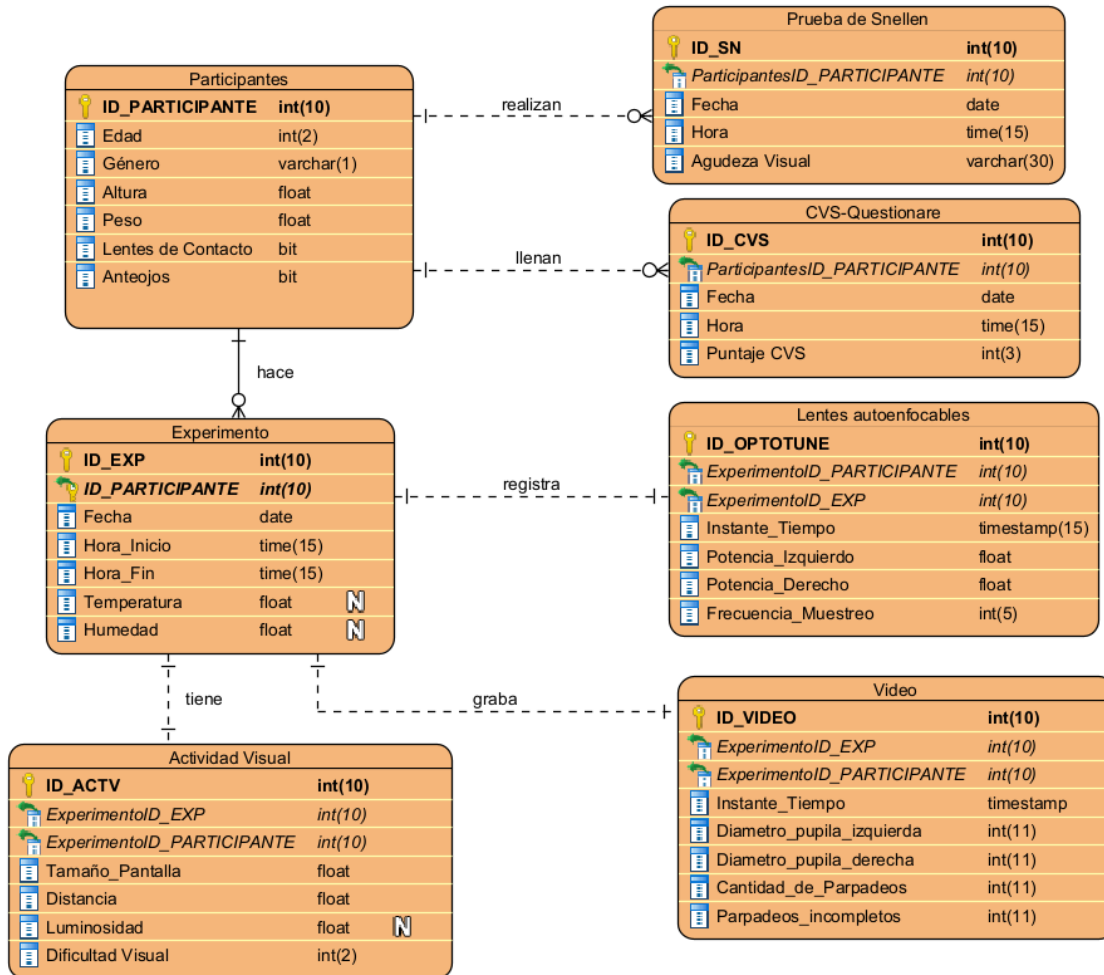 Participantes
ID_PARTICIPANTE int(10)
Edad int(2)
Género varchar(1)
Altura float
Peso float
Lentes de Contacto bit
Anteojos bit
realizan
Prueba de Snellen
ID_SN int(10)
ParticipantesID_PARTICIPANTE int(10)
Fecha date
Hora time(15)
Agudeza Visual varchar(30)
llenan
CVS-Questionare
ID_CVS int(10)
ParticipantesID_PARTICIPANTE int(10)
Fecha date
Hora time(15)
Puntaje CVS int(3)
hace
Experimento
ID_EXP int(10)
ID_PARTICIPANTE int(10)
Fecha date
Hora_Inicio time(15)
Hora_Fin time(15)
Temperatura float N
Humedad float N
registra
Lentes autoenfocables
ID_OPTOTUNE int(10)
ExperimentoID_PARTICIPANTE int(10)
ExperimentoID_EXP int(10)
Instante_Tiempo timestamp(15)
Potencia_Izquierdo float
Potencia_Derecho float
Frecuencia_Muestreo int(5)
tiene
graba
Actividad Visual
ID_ACTV int(10)
ExperimentoID_EXP int(10)
ExperimentoID_PARTICIPANTE int(10)
Tamaño_Pantalla float
Distancia float
Luminosidad float N
Dificultad Visual int(2)
Video
ID_VIDEO int(10)
ExperimentoID_EXP int(10)
ExperimentoID_PARTICIPANTE int(10)
Instante_Tiempo timestamp
Diametro_pupila_izquierda int(11)
Diametro_pupila_derecha int(11)
Cantidad_de_Parpadeos int(11)
Parpadeos_incompletos int(11)